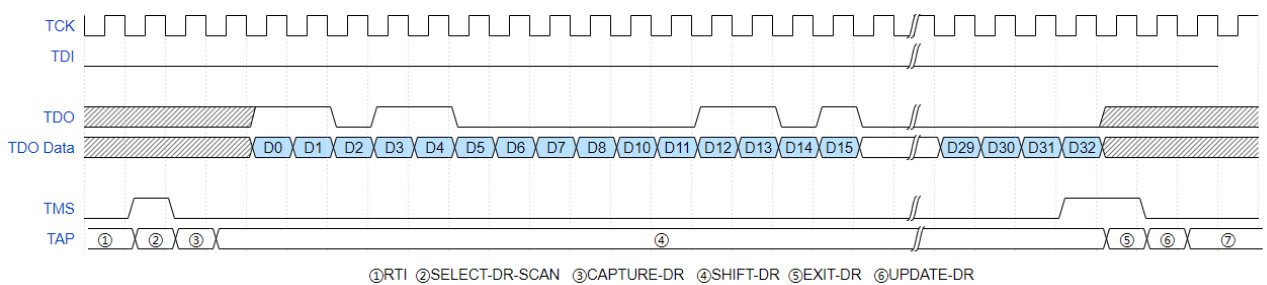 TCK
TDI
TDO
TDO Data D0 D1 D2 D3 D4 D5 D6 D7 D8 D10 D11 D12 D13 D14 D15 D29 D30 D31 D32
TMS
TAP ① ② ③ ④ ⑤ ⑥ ⑦
①RTI ②SELECT-DR-SCAN ③CAPTURE-DR ④SHIFT-DR ⑤EXIT-DR ⑥UPDATE-DR